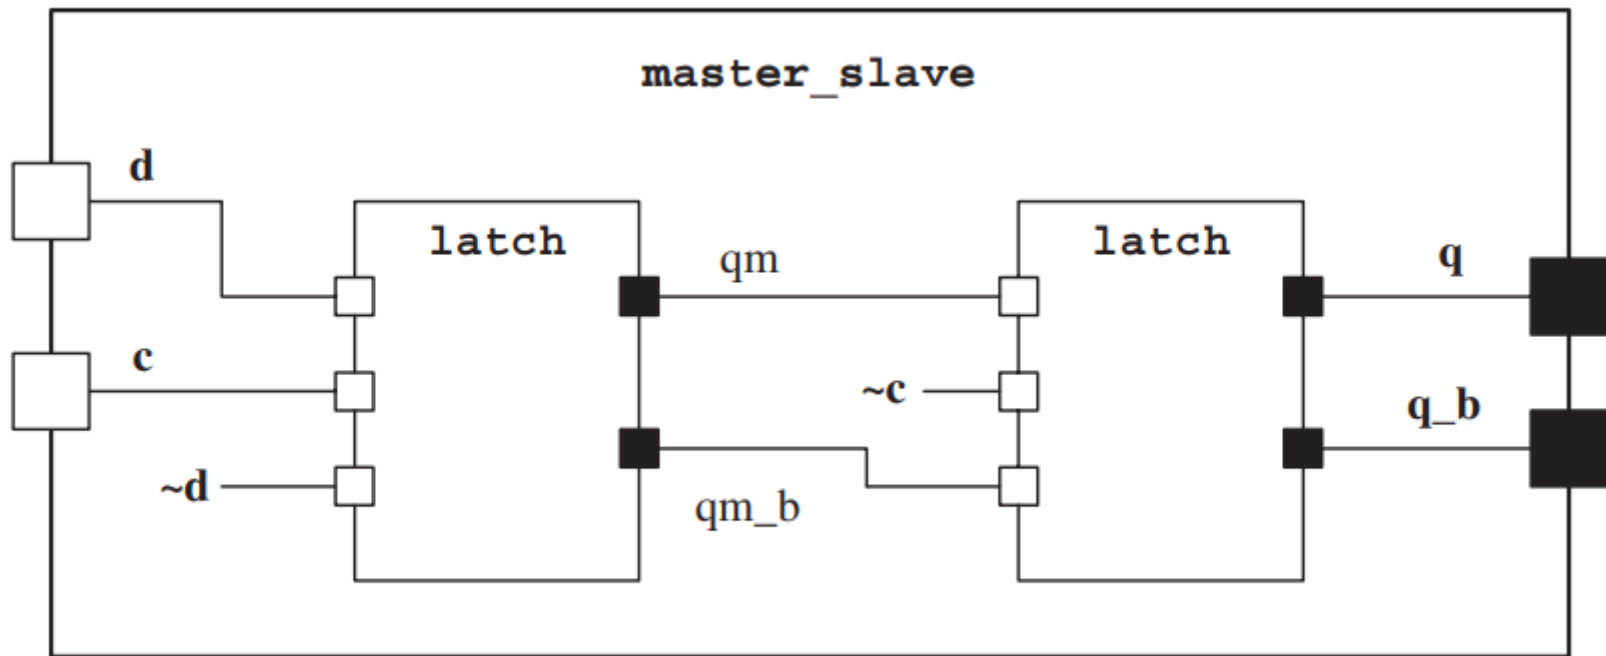 master_slave
d
latch
latch
qm
q
c
~c
q_b
~d
qm_b